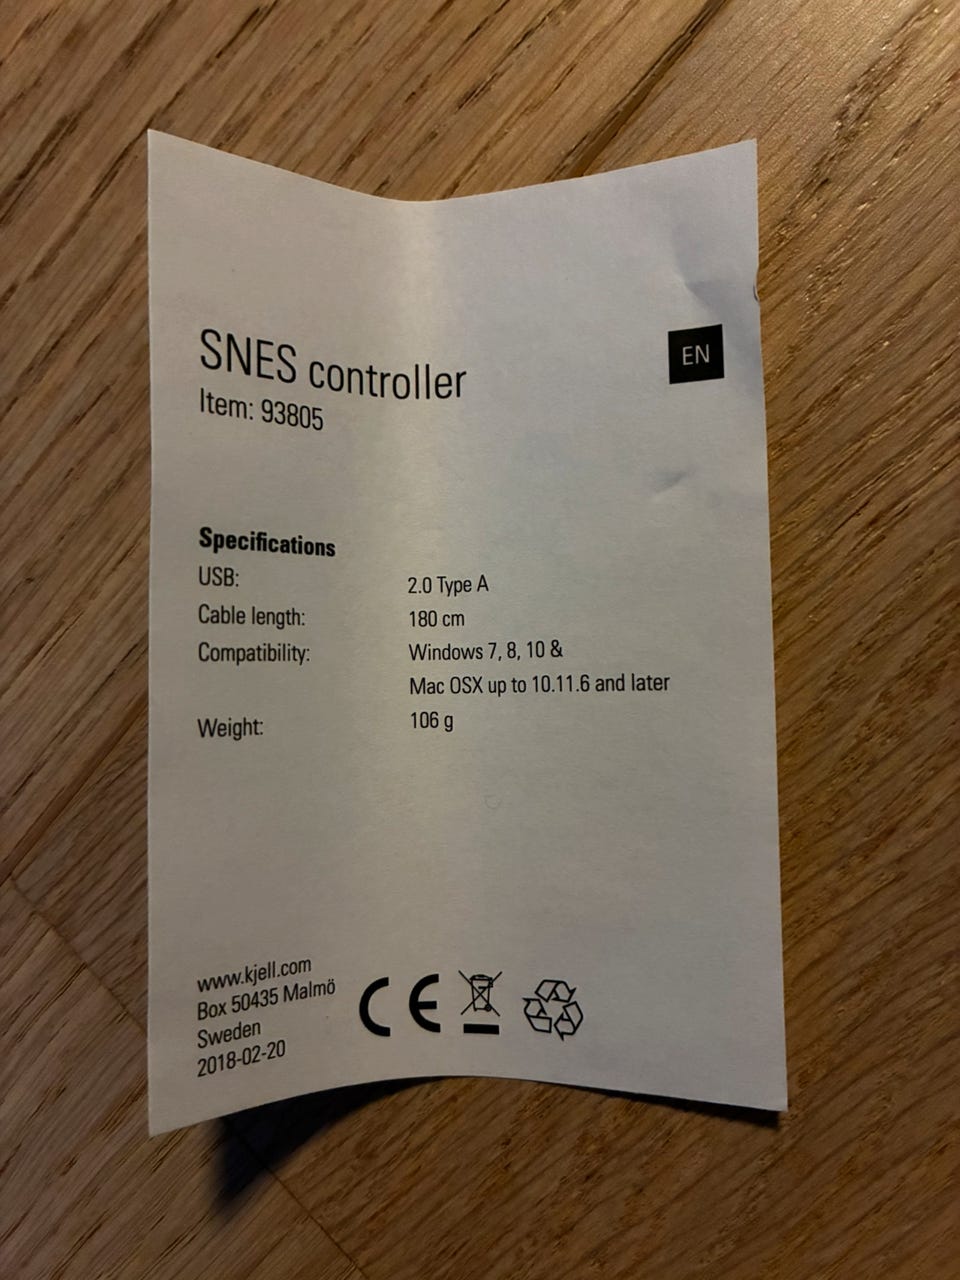 SNES controller
EN
Item: 93805
Specifications
USB: 2.0 Type A
Cable length: 180 cm
Compatibility: Windows 7, 8, 10 &
Mac OSX up to 10.11.6 and later
Weight: 106 g
www.kjell.com
Box 50435 Malmö
Sweden
2018-02-20
CE